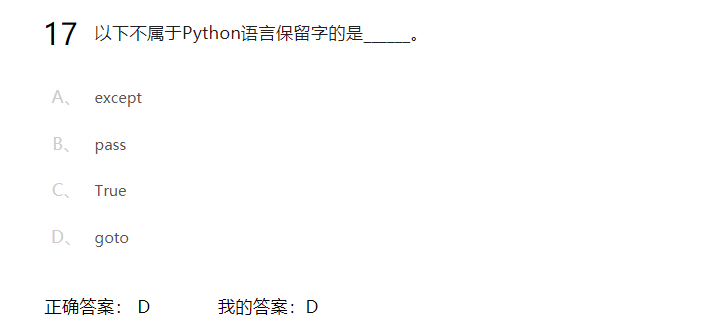 17 以下不属于Python语言保留字的是______。
A、 except
B、 pass
C、 True
D、 goto
正确答案： D 我的答案：D